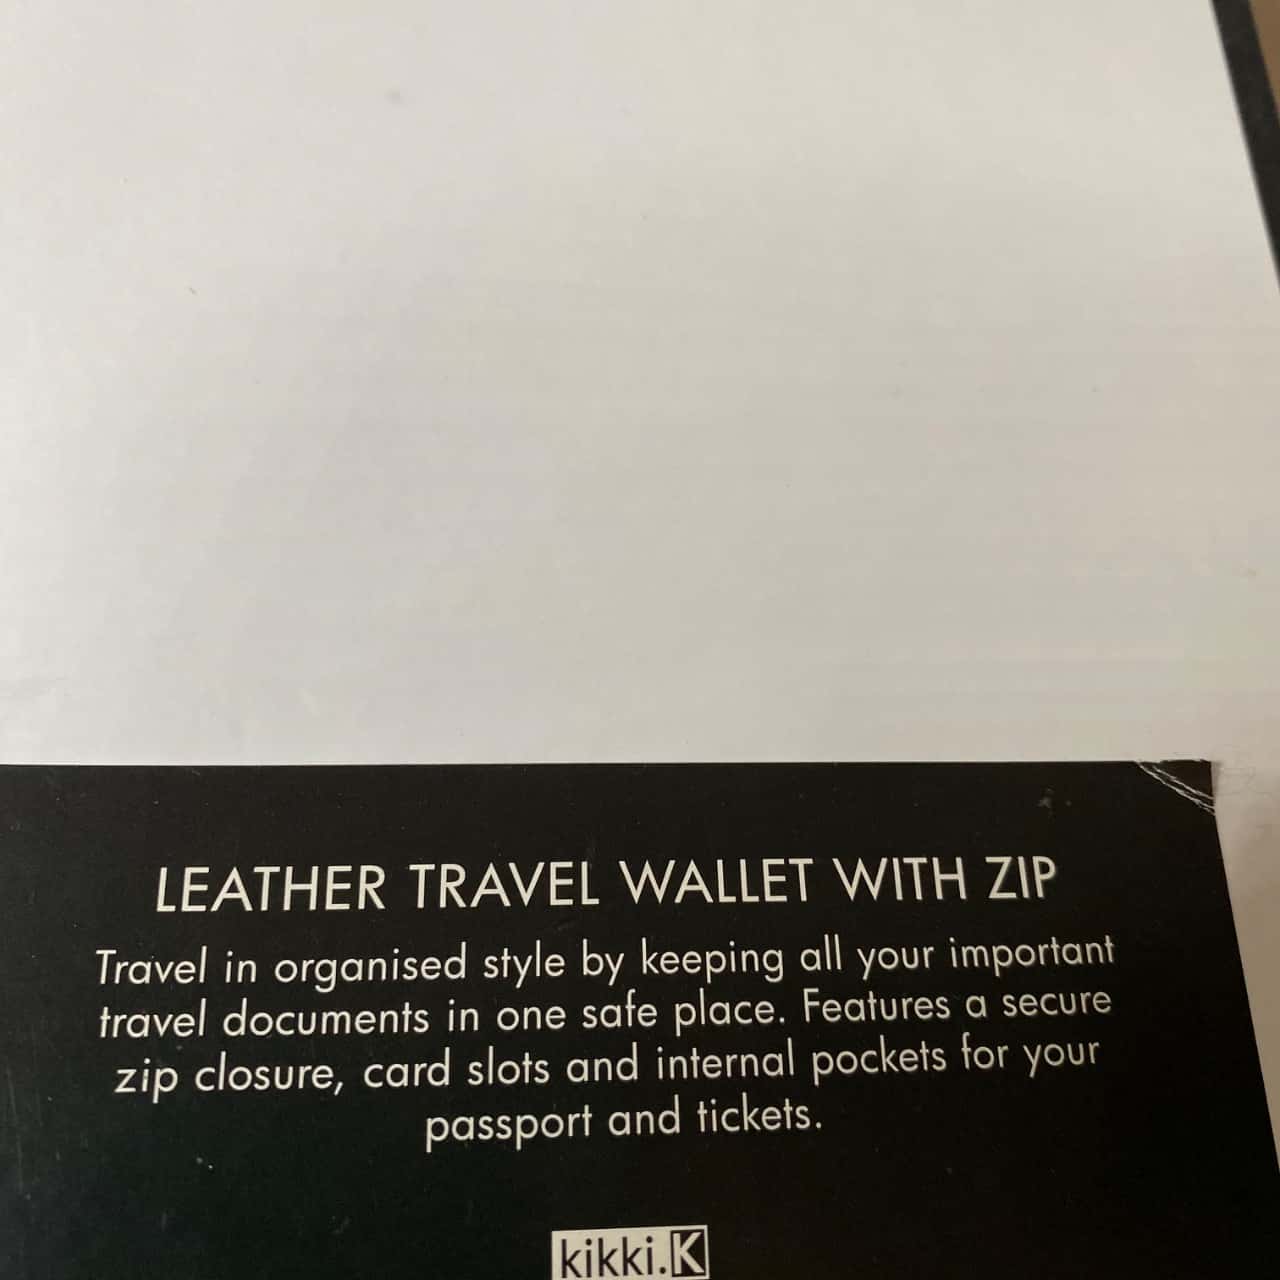 LEATHER TRAVEL WALLET WITH ZIP
Travel in organised style by keeping all your important
travel documents in one safe place. Features a secure
zip closure, card slots and internal pockets for your
passport and tickets.
kikki.K